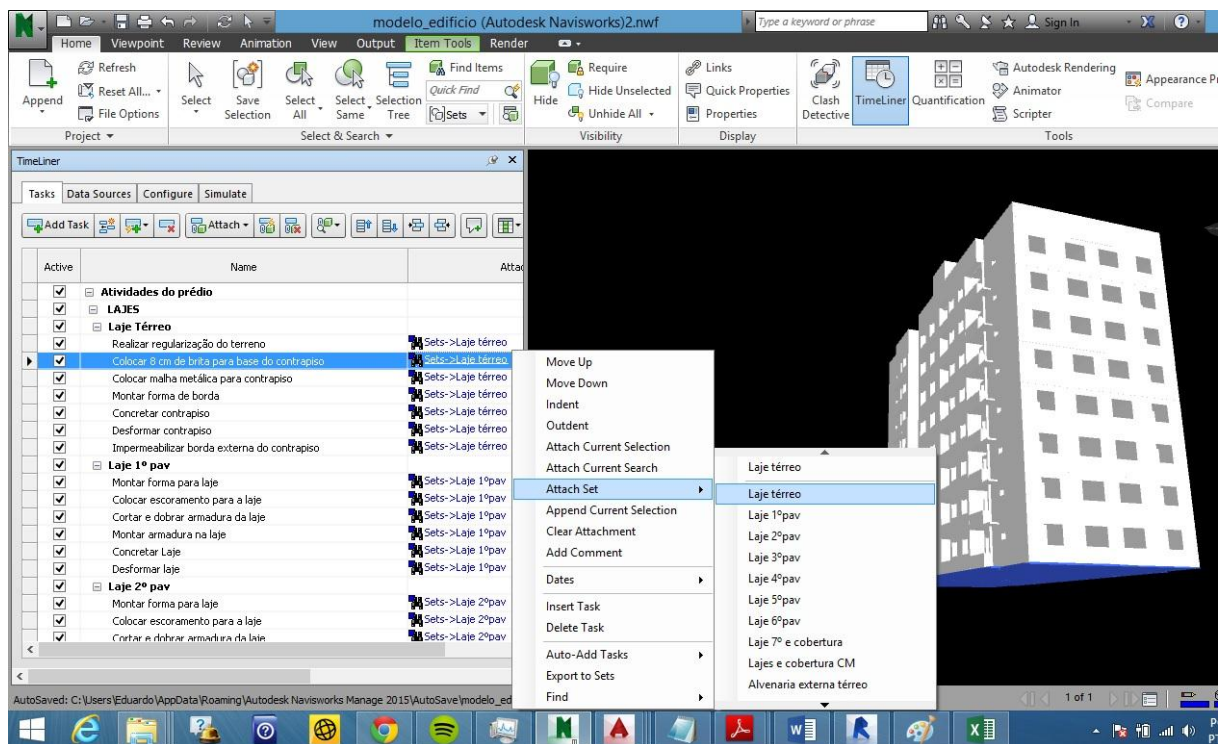 modelo_edificio (Autodesk Navisworks)2.nwf
Type a keyword or phrase
Sign In
Home Viewpoint Review Animation View Output Item Tools Render
Append
Refresh
Reset All...
File Options
Project
Select
Save Selection
Select All
Select Same
Selection Tree
Find Items
Quick Find
Sets
Select & Search
Hide
Require
Hide Unselected
Unhide All
Visibility
Links
Quick Properties
Properties
Display
Clash Detective
TimeLiner
Quantification
Autodesk Rendering
Animator
Scripter
Appearance
Compare
Tools
TimeLiner
Tasks Data Sources Configure Simulate
Add Task
Attach
Active Name
Atividades do prédio
LAJES
Laje Térreo
Realizar regularização do terreno Sets->Laje térreo
Colocar 8 cm de brita para base do contrapiso Sets->Laje térreo
Colocar malha metálica para contrapiso Sets->Laje térreo
Montar forma de borda Sets->Laje térreo
Concretar contrapiso Sets->Laje térreo
Desformar contrapiso Sets->Laje térreo
Impermeabilizar borda externa do contrapiso Sets->Laje térreo
Laje 1º pav
Montar forma para laje Sets->Laje 1ºpav
Colocar escoramento para a laje Sets->Laje 1ºpav
Cortar e dobrar armadura da laje Sets->Laje 1ºpav
Montar armadura na laje Sets->Laje 1ºpav
Concretar Laje Sets->Laje 1ºpav
Desformar laje Sets->Laje 1ºpav
Laje 2º pav
Montar forma para laje Sets->Laje 2ºpav
Colocar escoramento para a laje Sets->Laje 2ºpav
Cortar e dobrar armadura da laje Sets->Laje 2ºpav
Move Up
Move Down
Indent
Outdent
Attach Current Selection
Attach Current Search
Attach Set
Append Current Selection
Clear Attachment
Add Comment
Dates
Insert Task
Delete Task
Auto-Add Tasks
Export to Sets
Find
Laje térreo
Laje térreo
Laje 1ºpav
Laje 2ºpav
Laje 3ºpav
Laje 4ºpav
Laje 5ºpav
Laje 6ºpav
Laje 7º e cobertura
Lajes e cobertura CM
Alvenaria externa térreo
AutoSaved: C:\Users\Eduardo\AppData\Roaming\Autodesk Navisworks Manage 2015\AutoSave\modelo_ed
1 of 1